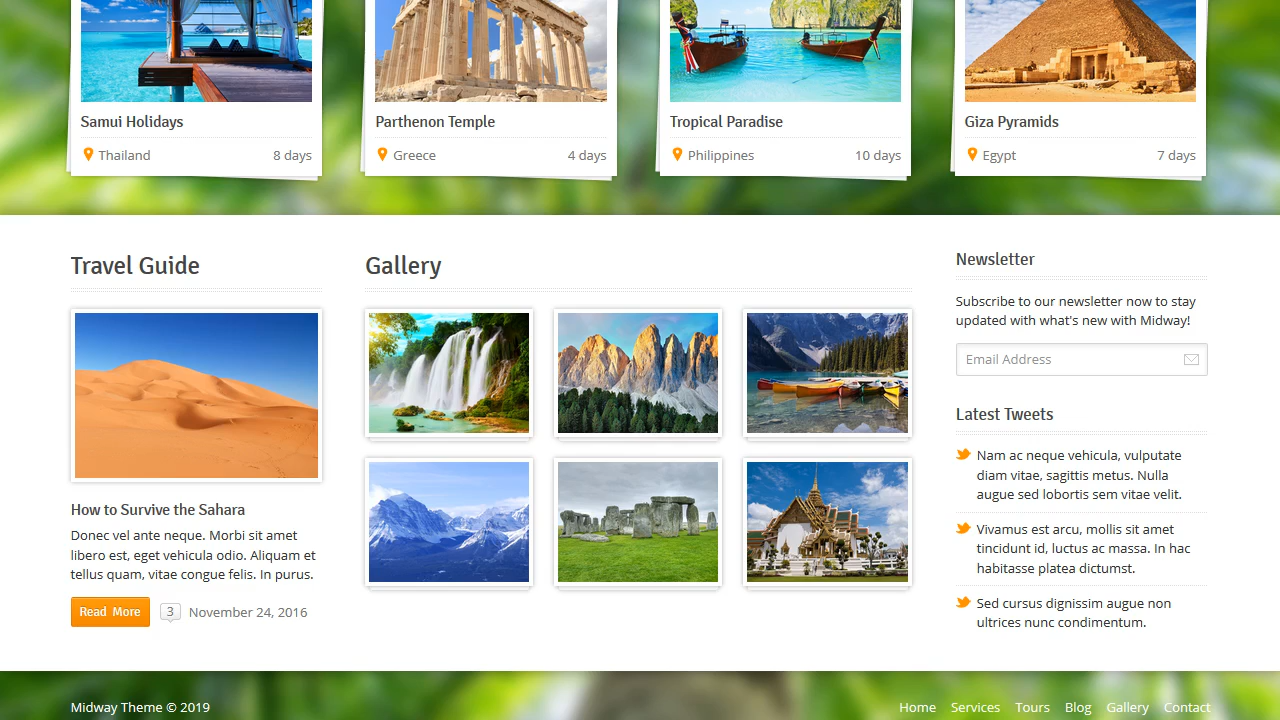 Samui Holidays
Thailand 8 days
Parthenon Temple
Greece 4 days
Tropical Paradise
Philippines 10 days
Giza Pyramids
Egypt 7 days
Travel Guide
How to Survive the Sahara
Donec vel ante neque. Morbi sit amet
libero est, eget vehicula odio. Aliquam et
tellus quam, vitae congue felis. In purus.
Read More 3 November 24, 2016
Gallery
Newsletter
Subscribe to our newsletter now to stay
updated with what's new with Midway!
Email Address
Latest Tweets
Nam ac neque vehicula, vulputate
diam vitae, sagittis metus. Nulla
augue sed lobortis sem vitae velit.
Vivamus est arcu, mollis sit amet
tincidunt id, luctus ac massa. In hac
habitasse platea dictumst.
Sed cursus dignissim augue non
ultrices nunc condimentum.
Midway Theme © 2019
Home Services Tours Blog Gallery Contact